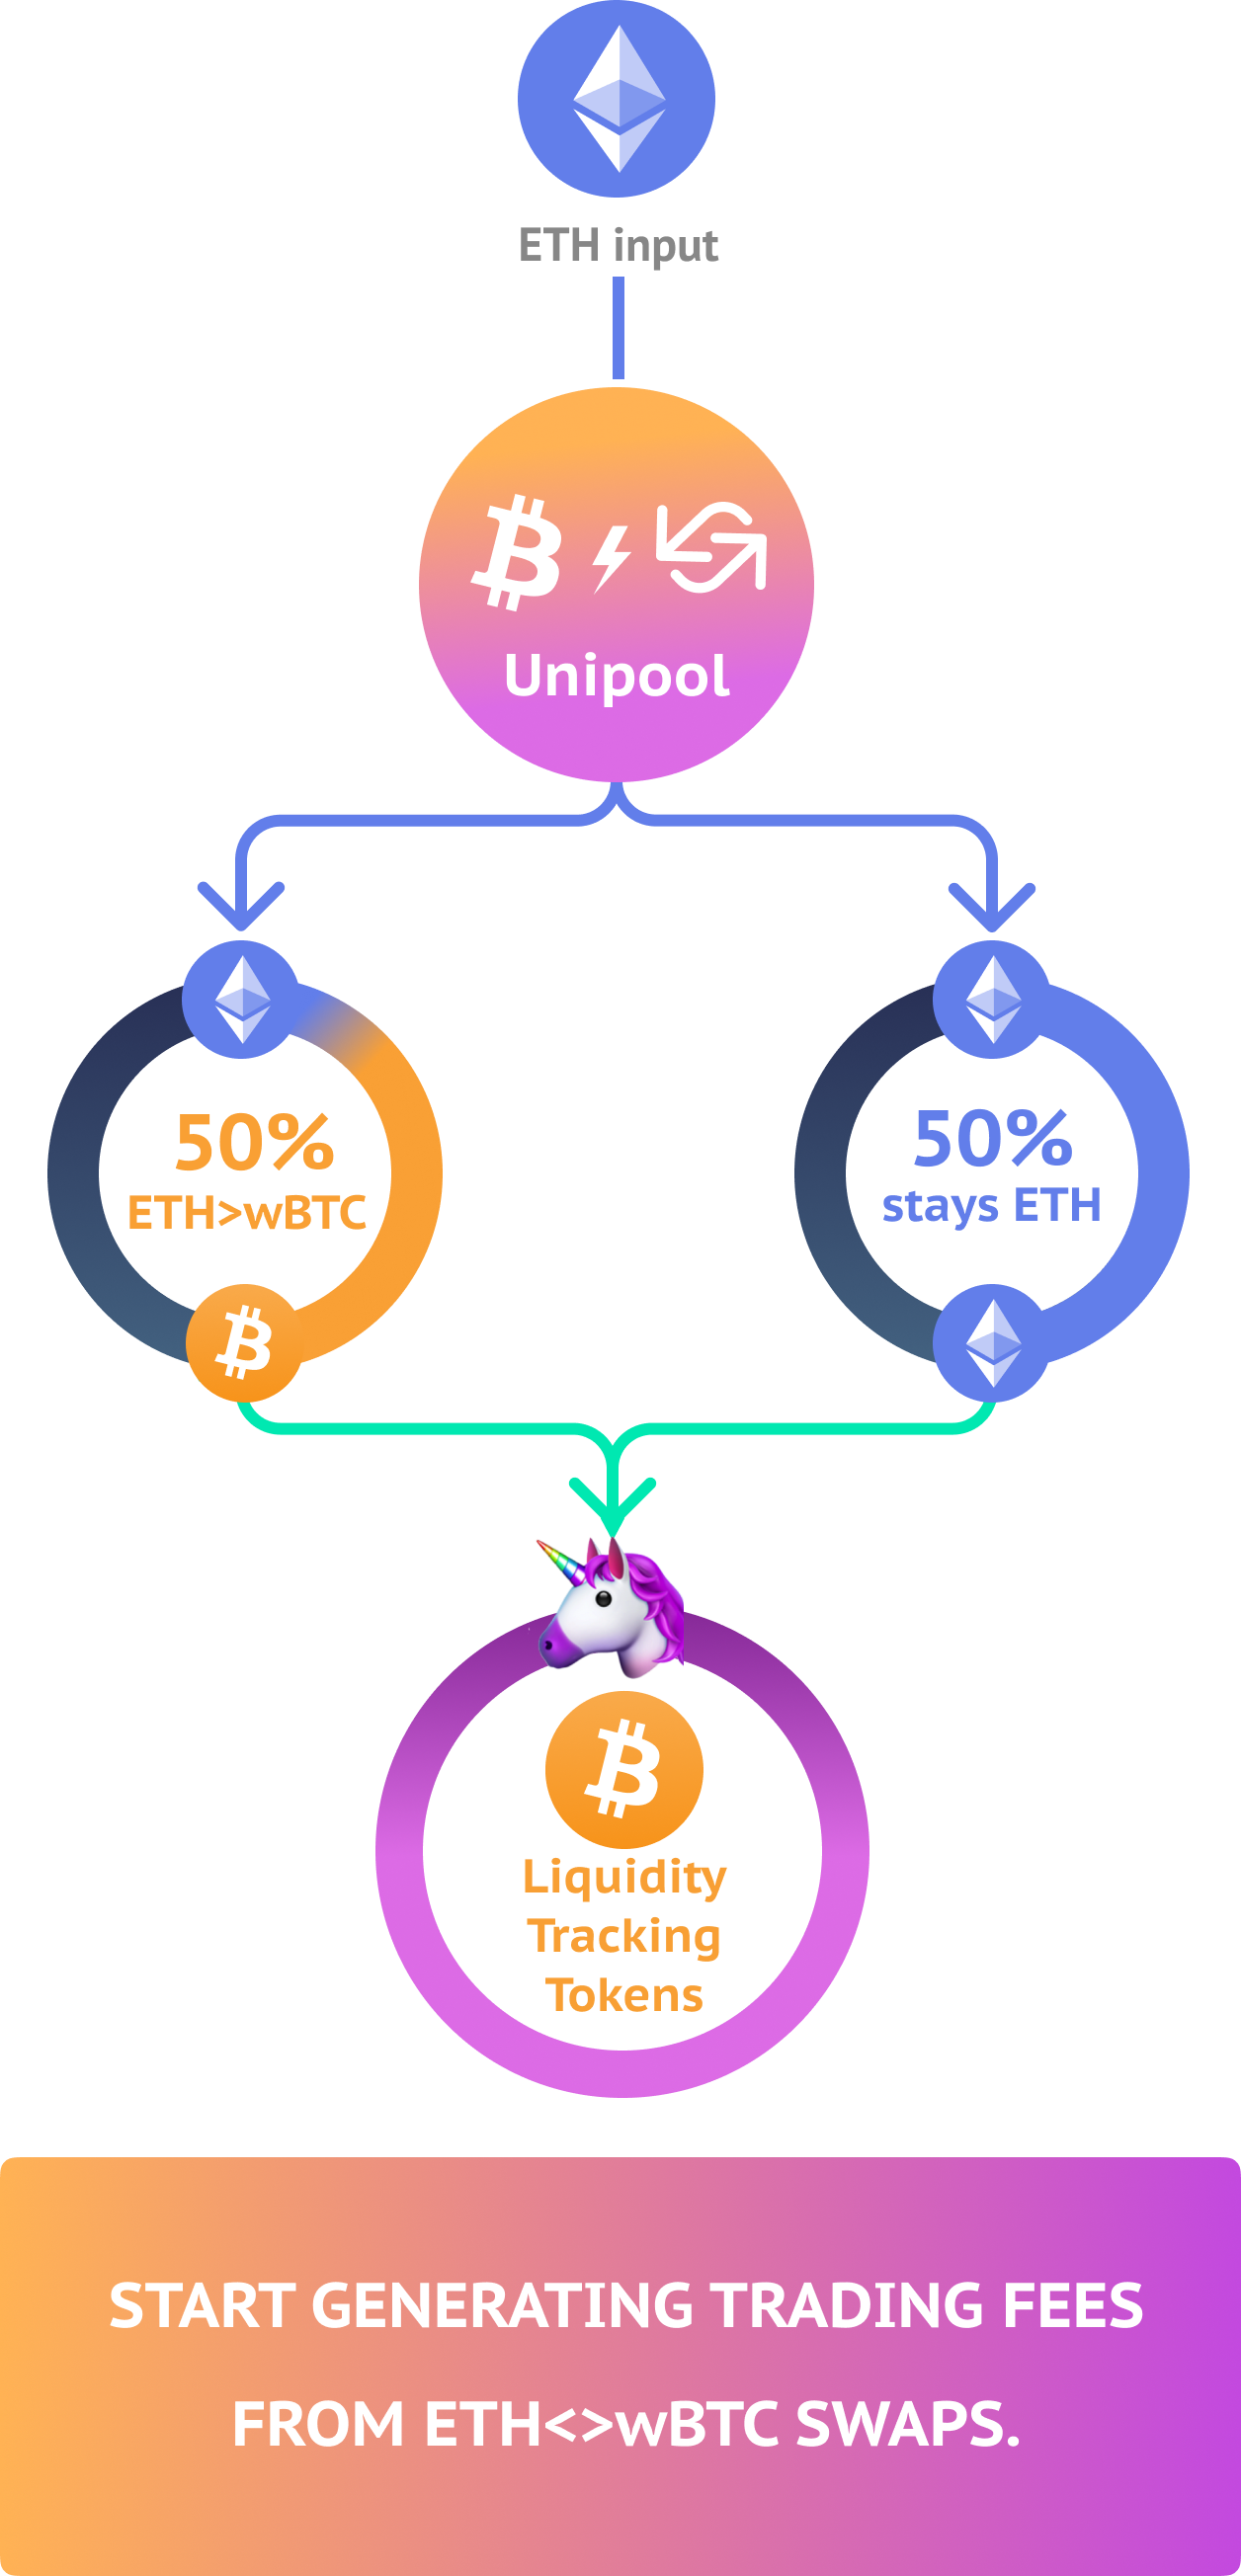 ETH input
Unipool
50%
ETH>wBTC
50%
stays ETH
Liquidity
Tracking
Tokens
START GENERATING TRADING FEES
FROM ETH<>wBTC SWAPS.